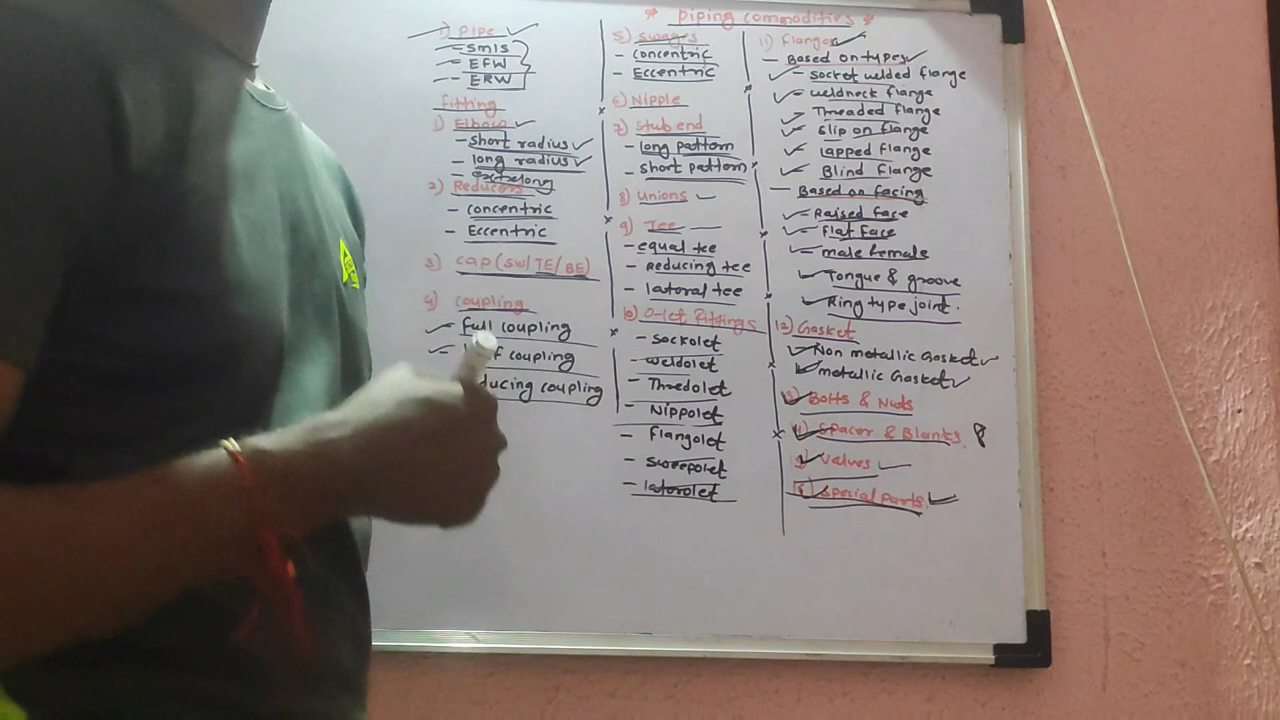 * piping commodities *
1) pipe
- smls
- EFW
- ERW
fitting
1) Elbow
- short radius
- long radius
- extralong
2) Reducers
- concentric
- Eccentric
3) cap (SW/TE/BE)
4) coupling
- full coupling
- coupling
coupling
5) swages
- concentric
- Eccentric
6) Nipple
7) stub end
- long pattern
- short pattern
8) unions
9) Tee
- equal tee
- Reducing tee
- lateral tee
10) O-let fittings
- sockolet
- weldolet
- Thredolet
- Nippolet
- flangolet
- sweepolet
- latorolet
11) flanges
- Based on types
- socket welded flange
- weldneck flange
- Threaded flange
- slip on flange
- lapped flange
- Blind flange
- Based on facing
- Raised face
- flat face
- male female
- Tongue & groove
- Ring type joint.
12) Gasket
- Non metallic Gasket
- metallic Gasket
Bolts & Nuts
Spacer & Blanks
valves
special parts